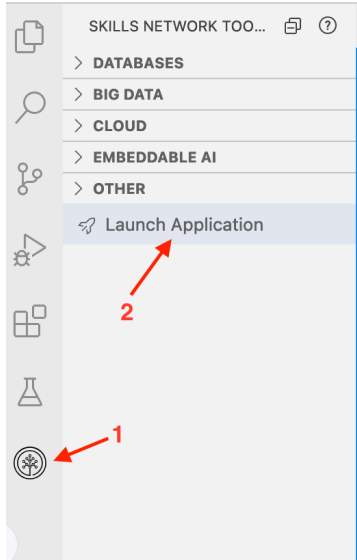 SKILLS NETWORK TOO...
DATABASES
BIG DATA
CLOUD
EMBEDDABLE AI
OTHER
Launch Application
2
1